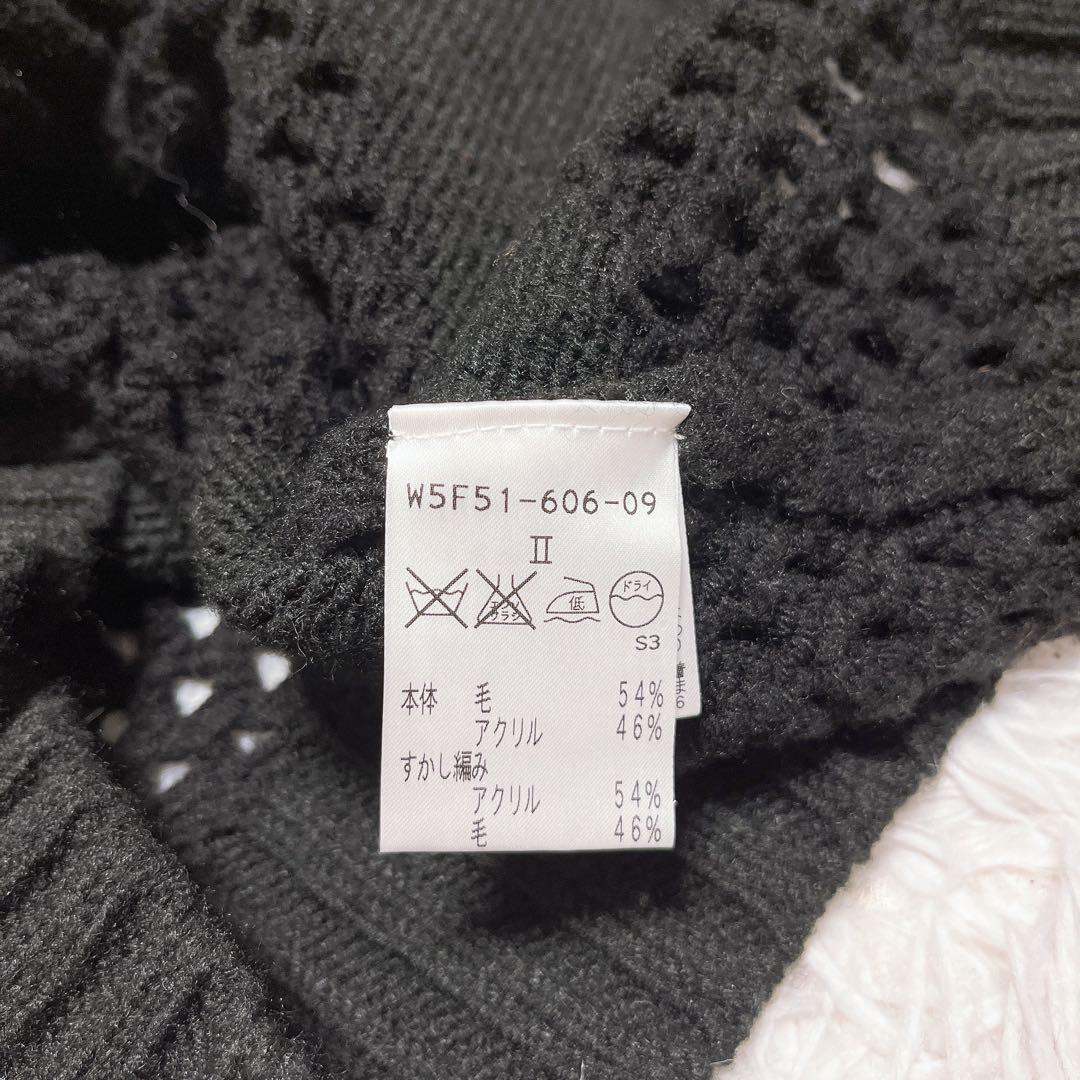 W5F51-606-09
II
低 ドライ
S3
本体 毛 54%
アクリル 46%
すかし編み
アクリル 54%
毛 46%